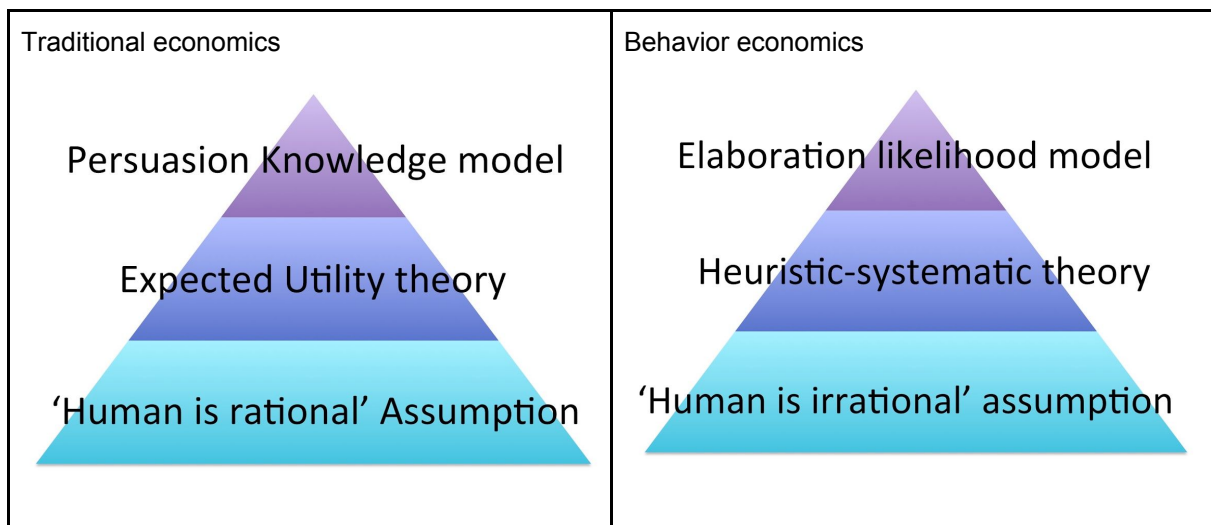 Traditional economics
Persuasion Knowledge model
Expected Utility theory
‘Human is rational’ Assumption
Behavior economics
Elaboration likelihood model
Heuristic-systematic theory
‘Human is irrational’ assumption